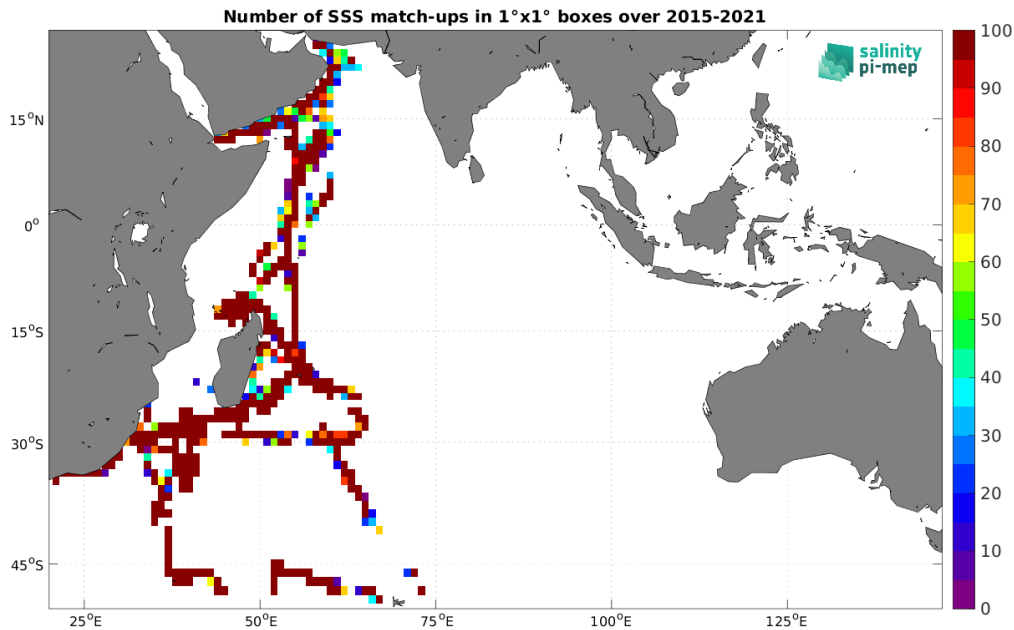 Number of SSS match-ups in 1°x1° boxes over 2015-2021
salinity
pi-mep
15°N
0°
15°S
30°S
45°S
25°E
50°E
75°E
100°E
125°E
100
90
80
70
60
50
40
30
20
10
0